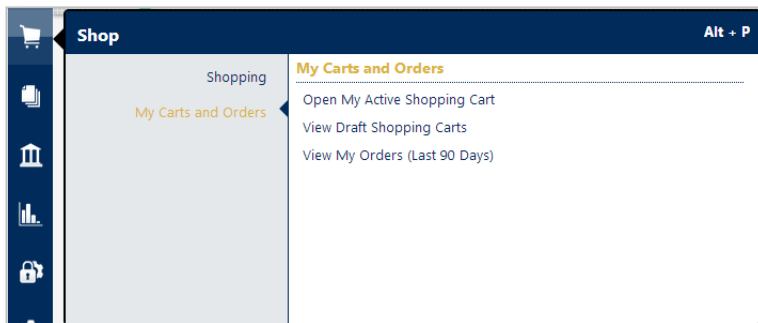 Shop
Alt + P
Shopping
My Carts and Orders
My Carts and Orders
Open My Active Shopping Cart
View Draft Shopping Carts
View My Orders (Last 90 Days)